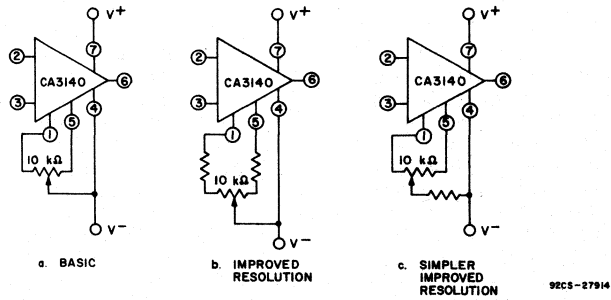 V+ V+ V+
7 7 7
2 CA3140 6 2 CA3140 6 2 CA3140 6
3 3 3
4 4 4
1 5 1 5 1 5
10 kΩ 10 kΩ 10 kΩ
V− V− V−
a. BASIC
b. IMPROVED
RESOLUTION
c. SIMPLER
IMPROVED
RESOLUTION
92CS-27914